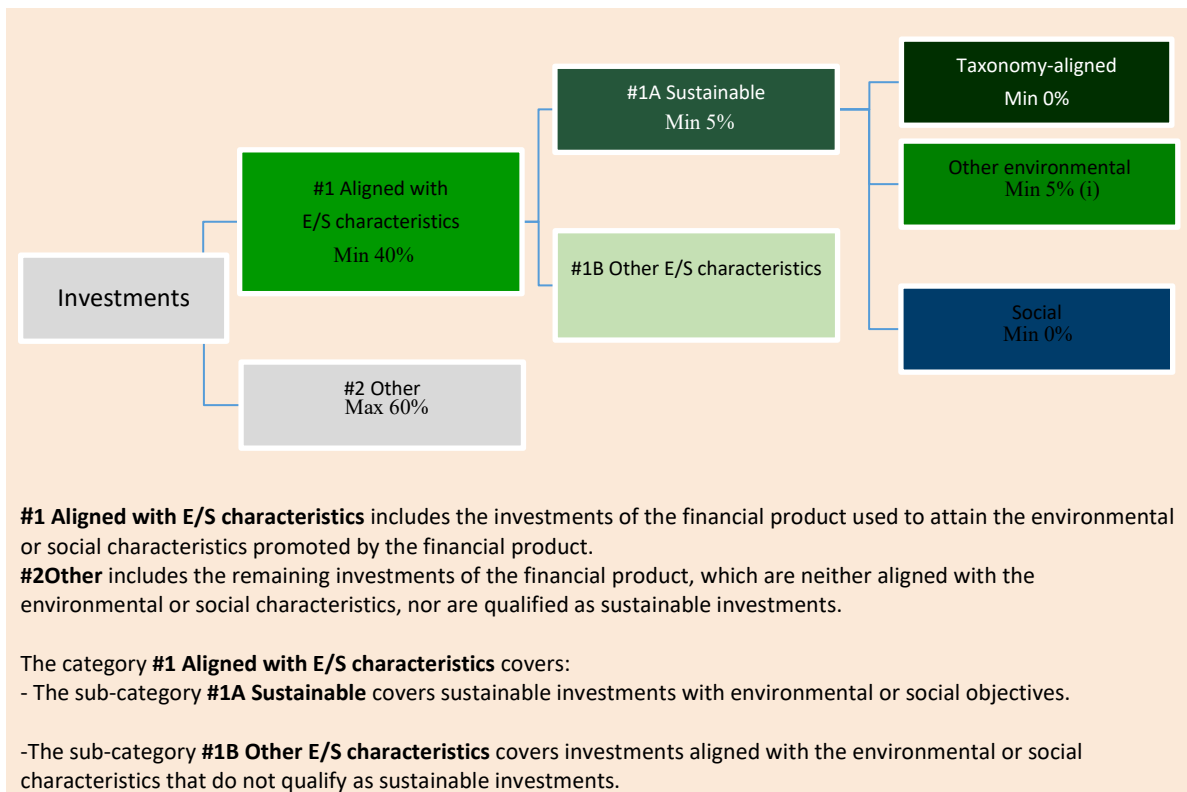 Investments
#1 Aligned with
E/S characteristics
Min 40%
#2 Other
Max 60%
#1A Sustainable
Min 5%
#1B Other E/S characteristics
Taxonomy-aligned
Min 0%
Other environmental
Min 5% (i)
Social
Min 0%
#1 Aligned with E/S characteristics includes the investments of the financial product used to attain the environmental
or social characteristics promoted by the financial product.
#2Other includes the remaining investments of the financial product, which are neither aligned with the
environmental or social characteristics, nor are qualified as sustainable investments.
The category #1 Aligned with E/S characteristics covers:
- The sub-category #1A Sustainable covers sustainable investments with environmental or social objectives.
-The sub-category #1B Other E/S characteristics covers investments aligned with the environmental or social
characteristics that do not qualify as sustainable investments.